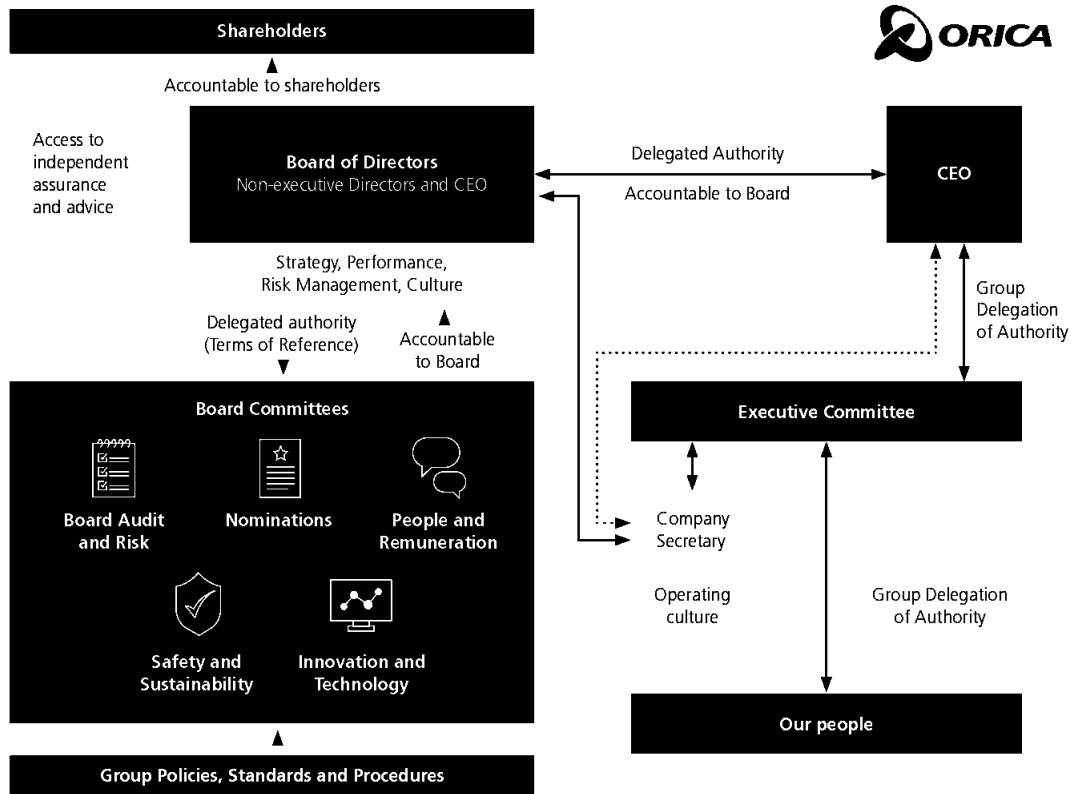 Shareholders
ORICA
Accountable to shareholders
Access to
independent
assurance
and advice
Board of Directors
Non-executive Directors and CEO
Delegated Authority
Accountable to Board
CEO
Strategy, Performance,
Risk Management, Culture
Group
Delegation
of Authority
Delegated authority
(Terms of Reference)
Accountable
to Board
Board Committees
Board Audit
and Risk
Nominations
People and
Remuneration
Safety and
Sustainability
Innovation and
Technology
Executive Committee
Company
Secretary
Operating
culture
Group Delegation
of Authority
Our people
Group Policies, Standards and Procedures